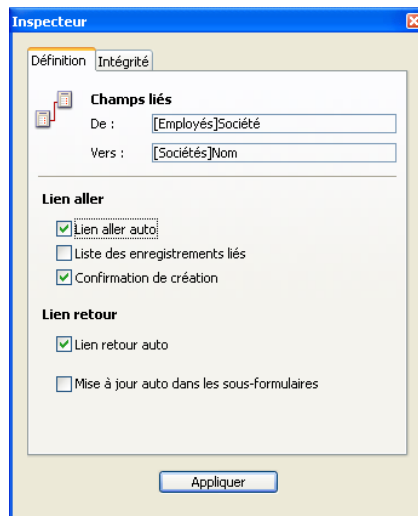 Inspecteur
Définition Intégrité
Champs liés
De : [Employés]Société
Vers : [Sociétés]Nom
Lien aller
Lien aller auto
Liste des enregistrements liés
Confirmation de création
Lien retour
Lien retour auto
Mise à jour auto dans les sous-formulaires
Appliquer